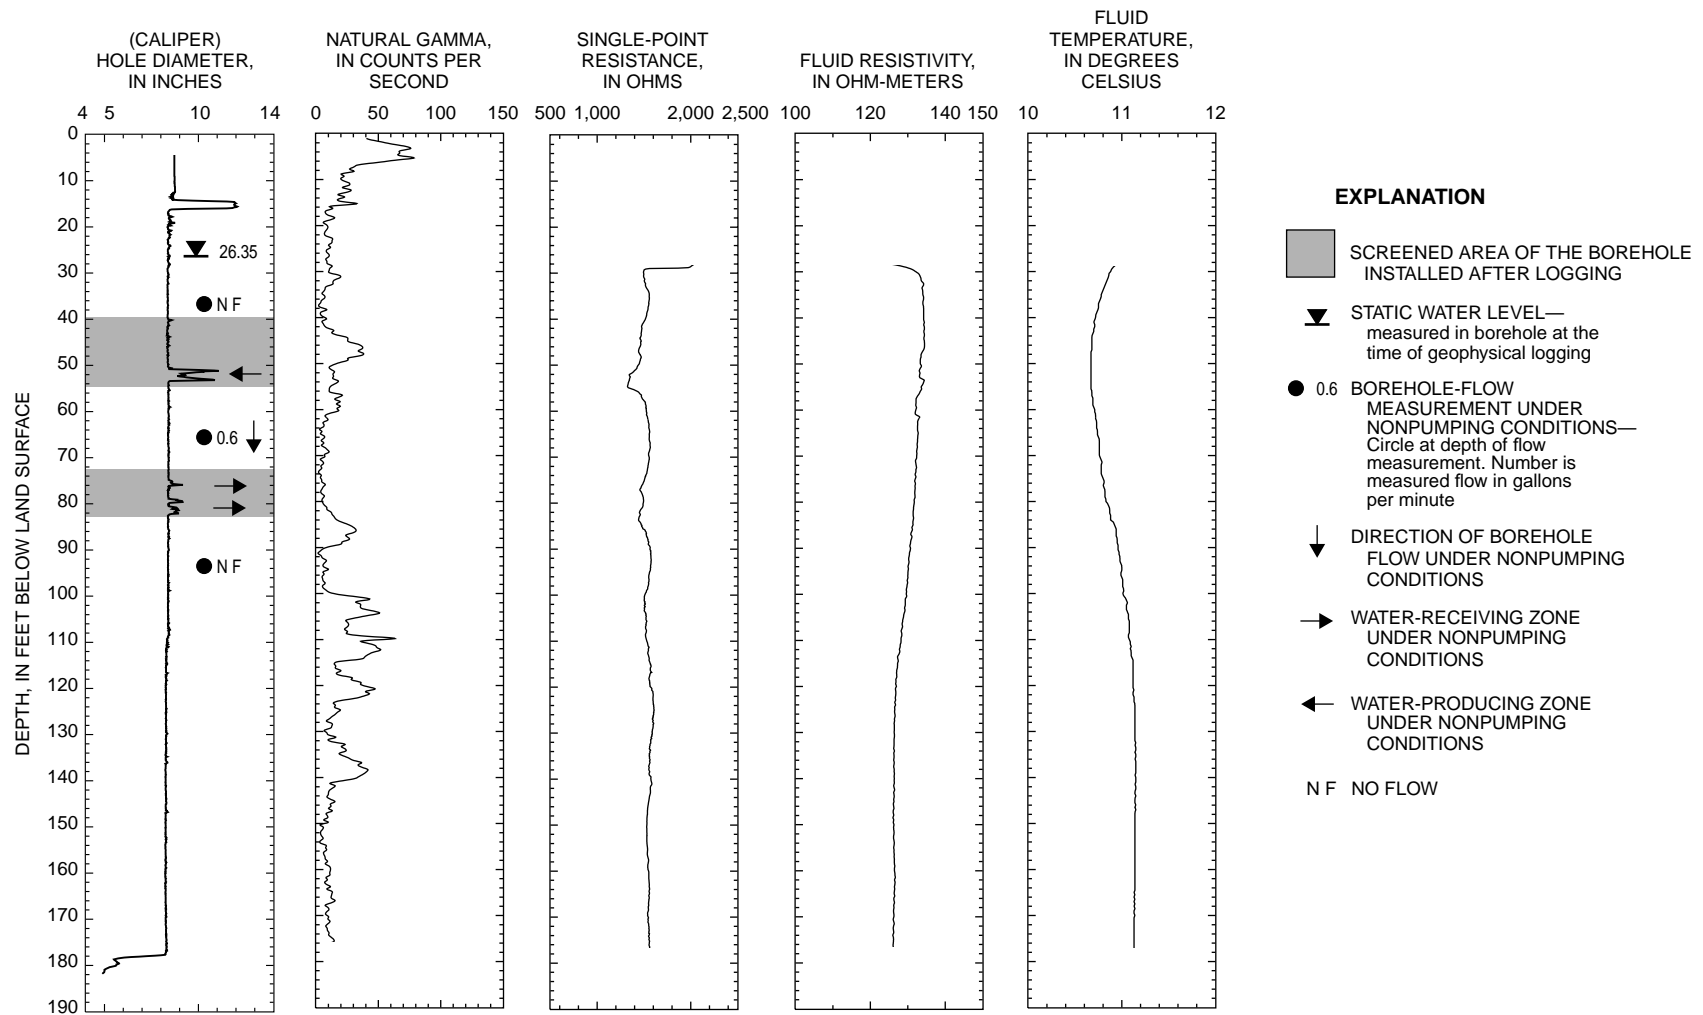 (CALIPER)
HOLE DIAMETER,
IN INCHES
4 5 10 14
NATURAL GAMMA,
IN COUNTS PER
SECOND
0 50 100 150
SINGLE-POINT
RESISTANCE,
IN OHMS
500 1,000 2,000 2,500
FLUID RESISTIVITY,
IN OHM-METERS
100 120 140 150
FLUID
TEMPERATURE,
IN DEGREES
CELSIUS
10 11 12
DEPTH, IN FEET BELOW LAND SURFACE
0
10
20
30
40
50
60
70
80
90
100
110
120
130
140
150
160
170
180
190
26.35
N F
0.6
N F
EXPLANATION
SCREENED AREA OF THE BOREHOLE
INSTALLED AFTER LOGGING
STATIC WATER LEVEL—
measured in borehole at the
time of geophysical logging
0.6 BOREHOLE-FLOW
MEASUREMENT UNDER
NONPUMPING CONDITIONS—
Circle at depth of flow
measurement. Number is
measured flow in gallons
per minute
DIRECTION OF BOREHOLE
FLOW UNDER NONPUMPING
CONDITIONS
WATER-RECEIVING ZONE
UNDER NONPUMPING
CONDITIONS
WATER-PRODUCING ZONE
UNDER NONPUMPING
CONDITIONS
N F NO FLOW